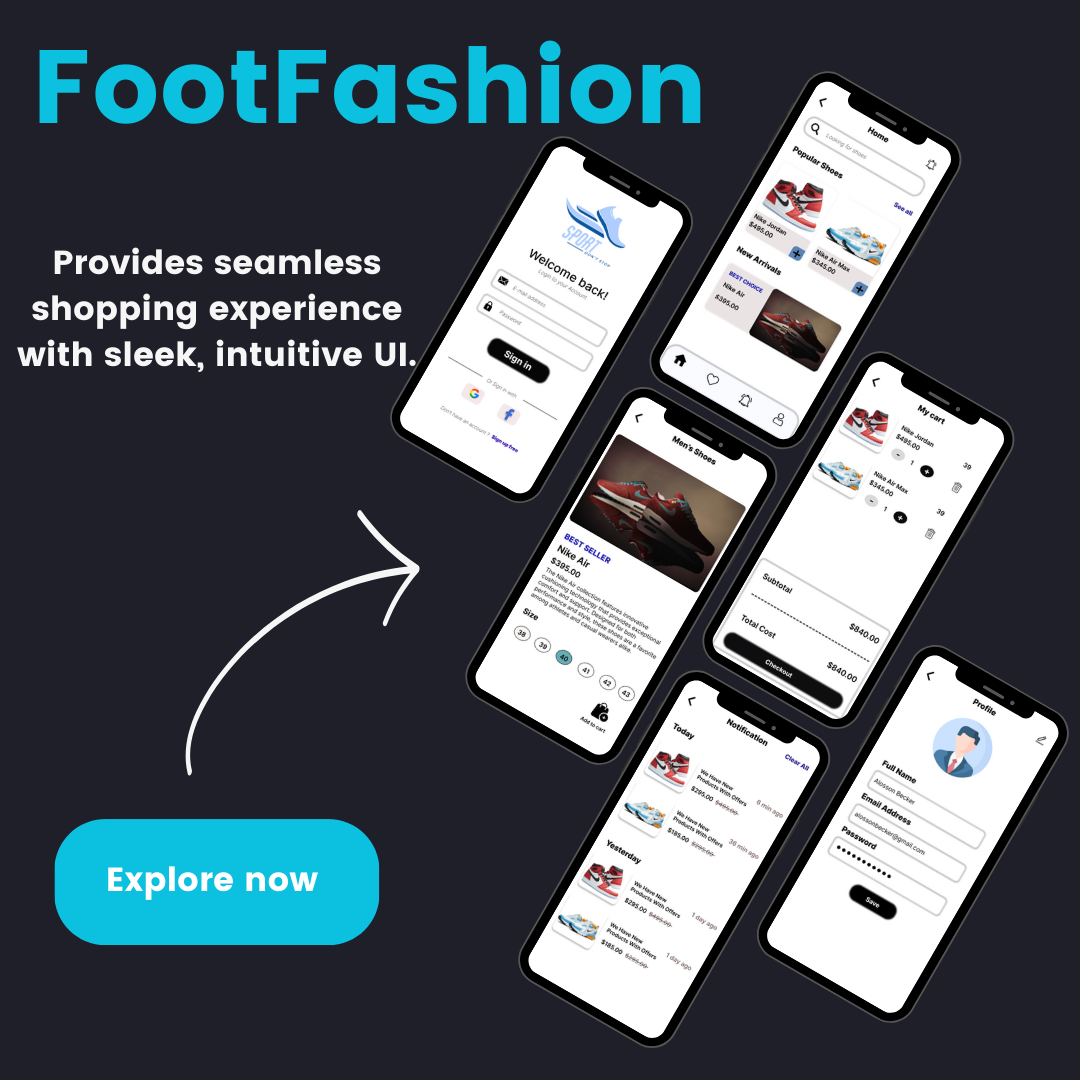 FootFashion
Provides seamless
shopping experience
with sleek, intuitive UI.
Explore now
SPORT
DON'T STOP
Welcome back!
Login to your Account
E-mail address
Password
Sign in
Or Sign in with
Don't have an account ? Sign up free
Home
Looking for shoes
Popular Shoes
See all
Nike Jordan
$495.00
+
Nike Air Max
$345.00
+
New Arrivals
BEST CHOICE
Nike Air
$395.00
Men's Shoes
BEST SELLER
Nike Air
$395.00
The Nike Air collection features innovative
cushioning technology that provides exceptional
comfort and support. Designed for both
performance and style, these shoes are a favorite
among athletes and casual wearers alike.
Size
38 39 40 41 42 43
Add to cart
My cart
Nike Jordan
$495.00
- 1 +
39
Nike Air Max
$345.00
- 1 +
39
Subtotal
$840.00
Total Cost
$840.00
Checkout
Notification
Clear All
Today
We Have New
Products With Offers
$295.00 $495.00
6 min ago
We Have New
Products With Offers
$185.00 $295.00
36 min ago
Yesterday
We Have New
Products With Offers
$295.00 $495.00
1 day ago
We Have New
Products With Offers
$185.00 $295.00
1 day ago
Profile
Full Name
Alosson Becker
Email Address
alossonbecker@gmail.com
Password
Save